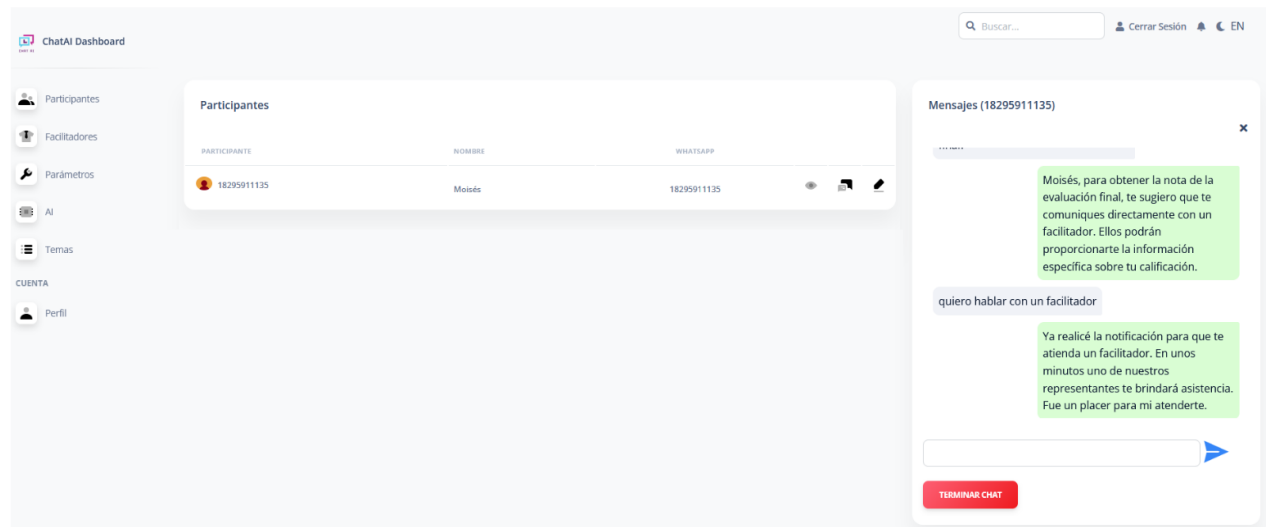 ChatAI Dashboard
Buscar...
Cerrar Sesión
EN
Participantes
Facilitadores
Parámetros
AI
Temas
CUENTA
Perfil
Participantes
PARTICIPANTE NOMBRE WHATSAPP
18295911135 Moisés 18295911135
Mensajes (18295911135)
Moisés, para obtener la nota de la
evaluación final, te sugiero que te
comuniques directamente con un
facilitador. Ellos podrán
proporcionarte la información
específica sobre tu calificación.
quiero hablar con un facilitador
Ya realicé la notificación para que te
atienda un facilitador. En unos
minutos uno de nuestros
representantes te brindará asistencia.
Fue un placer para mi atenderte.
TERMINAR CHAT